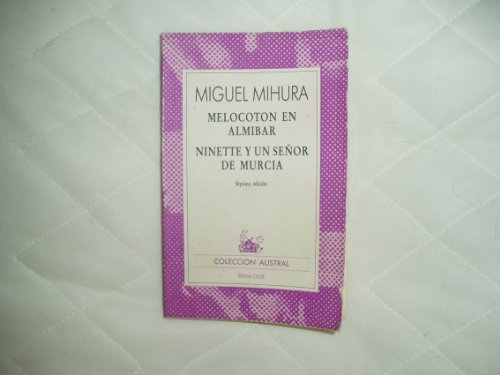 MIGUEL MIHURA
MELOCOTON EN
ALMIBAR
NINETTE Y UN SEÑOR
DE MURCIA
Séptima edición
COLECCION AUSTRAL
ESPASA CALPE